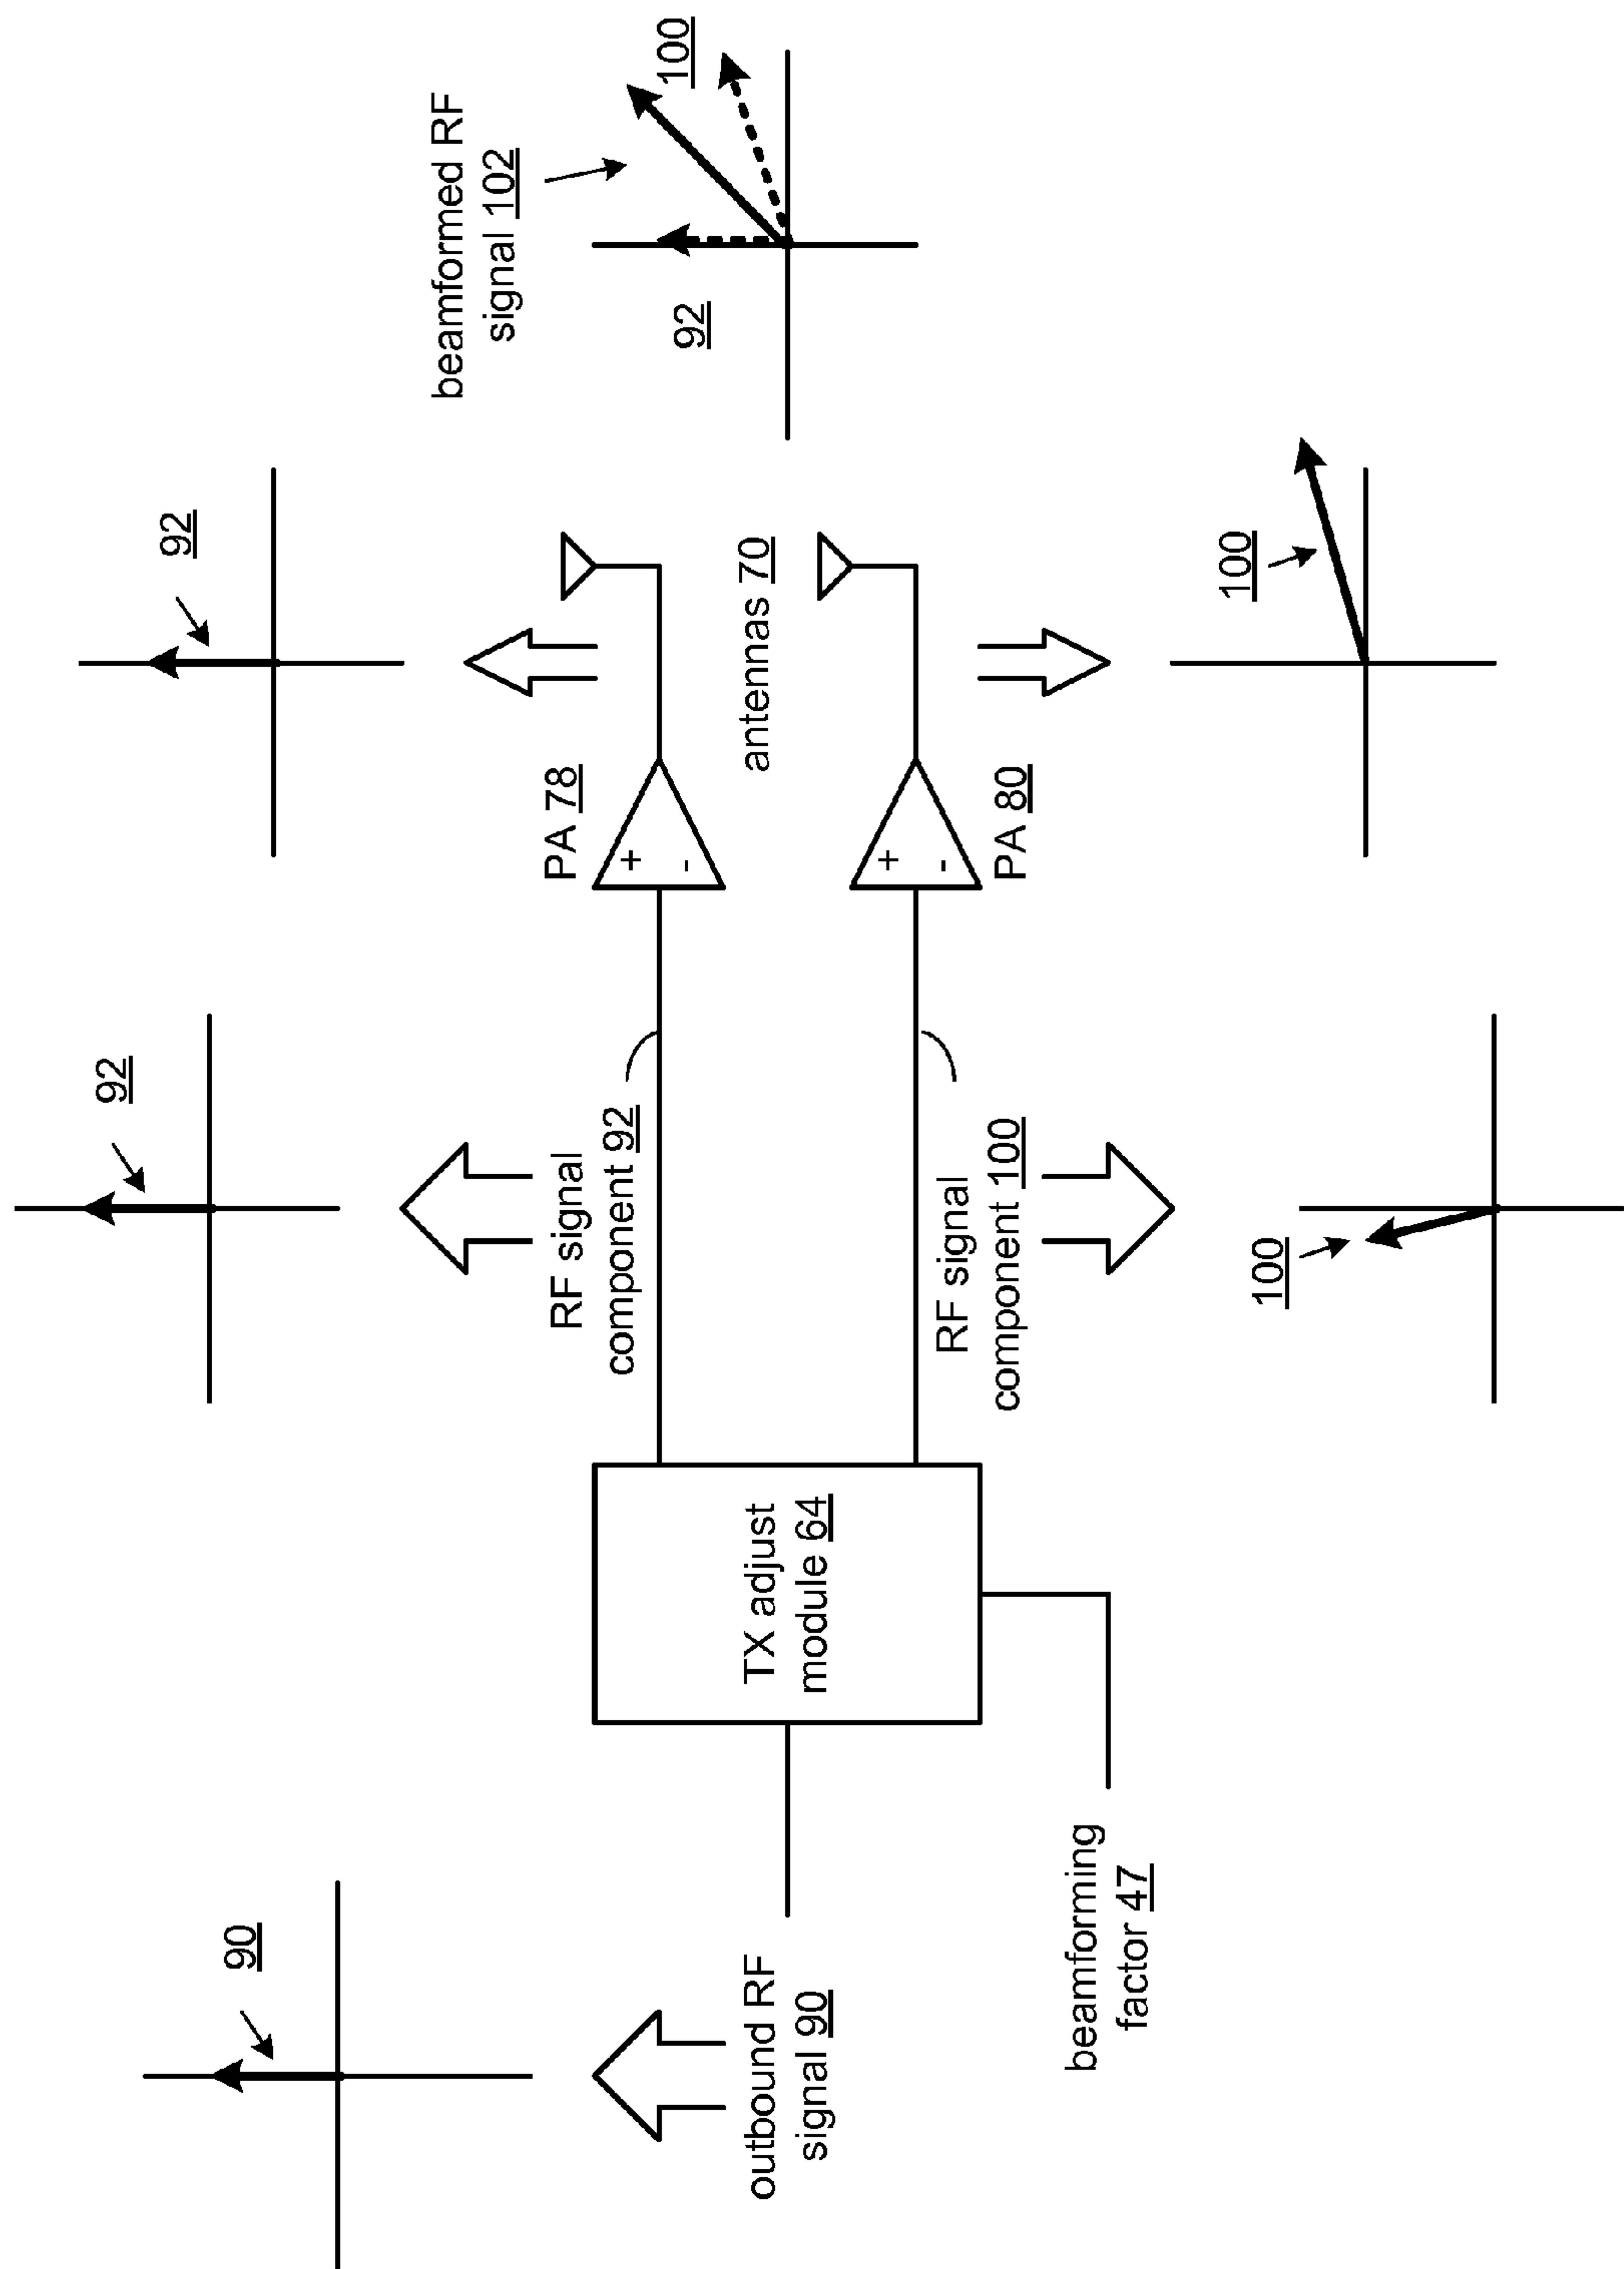 90
outbound RF
signal 90
beamforming
factor 47
TX adjust
module 64
92
RF signal
component 92
RF signal
component 100
100
92
PA 78
+
-
antennas 70
+
-
PA 80
100
beamformed RF
signal 102
100
92